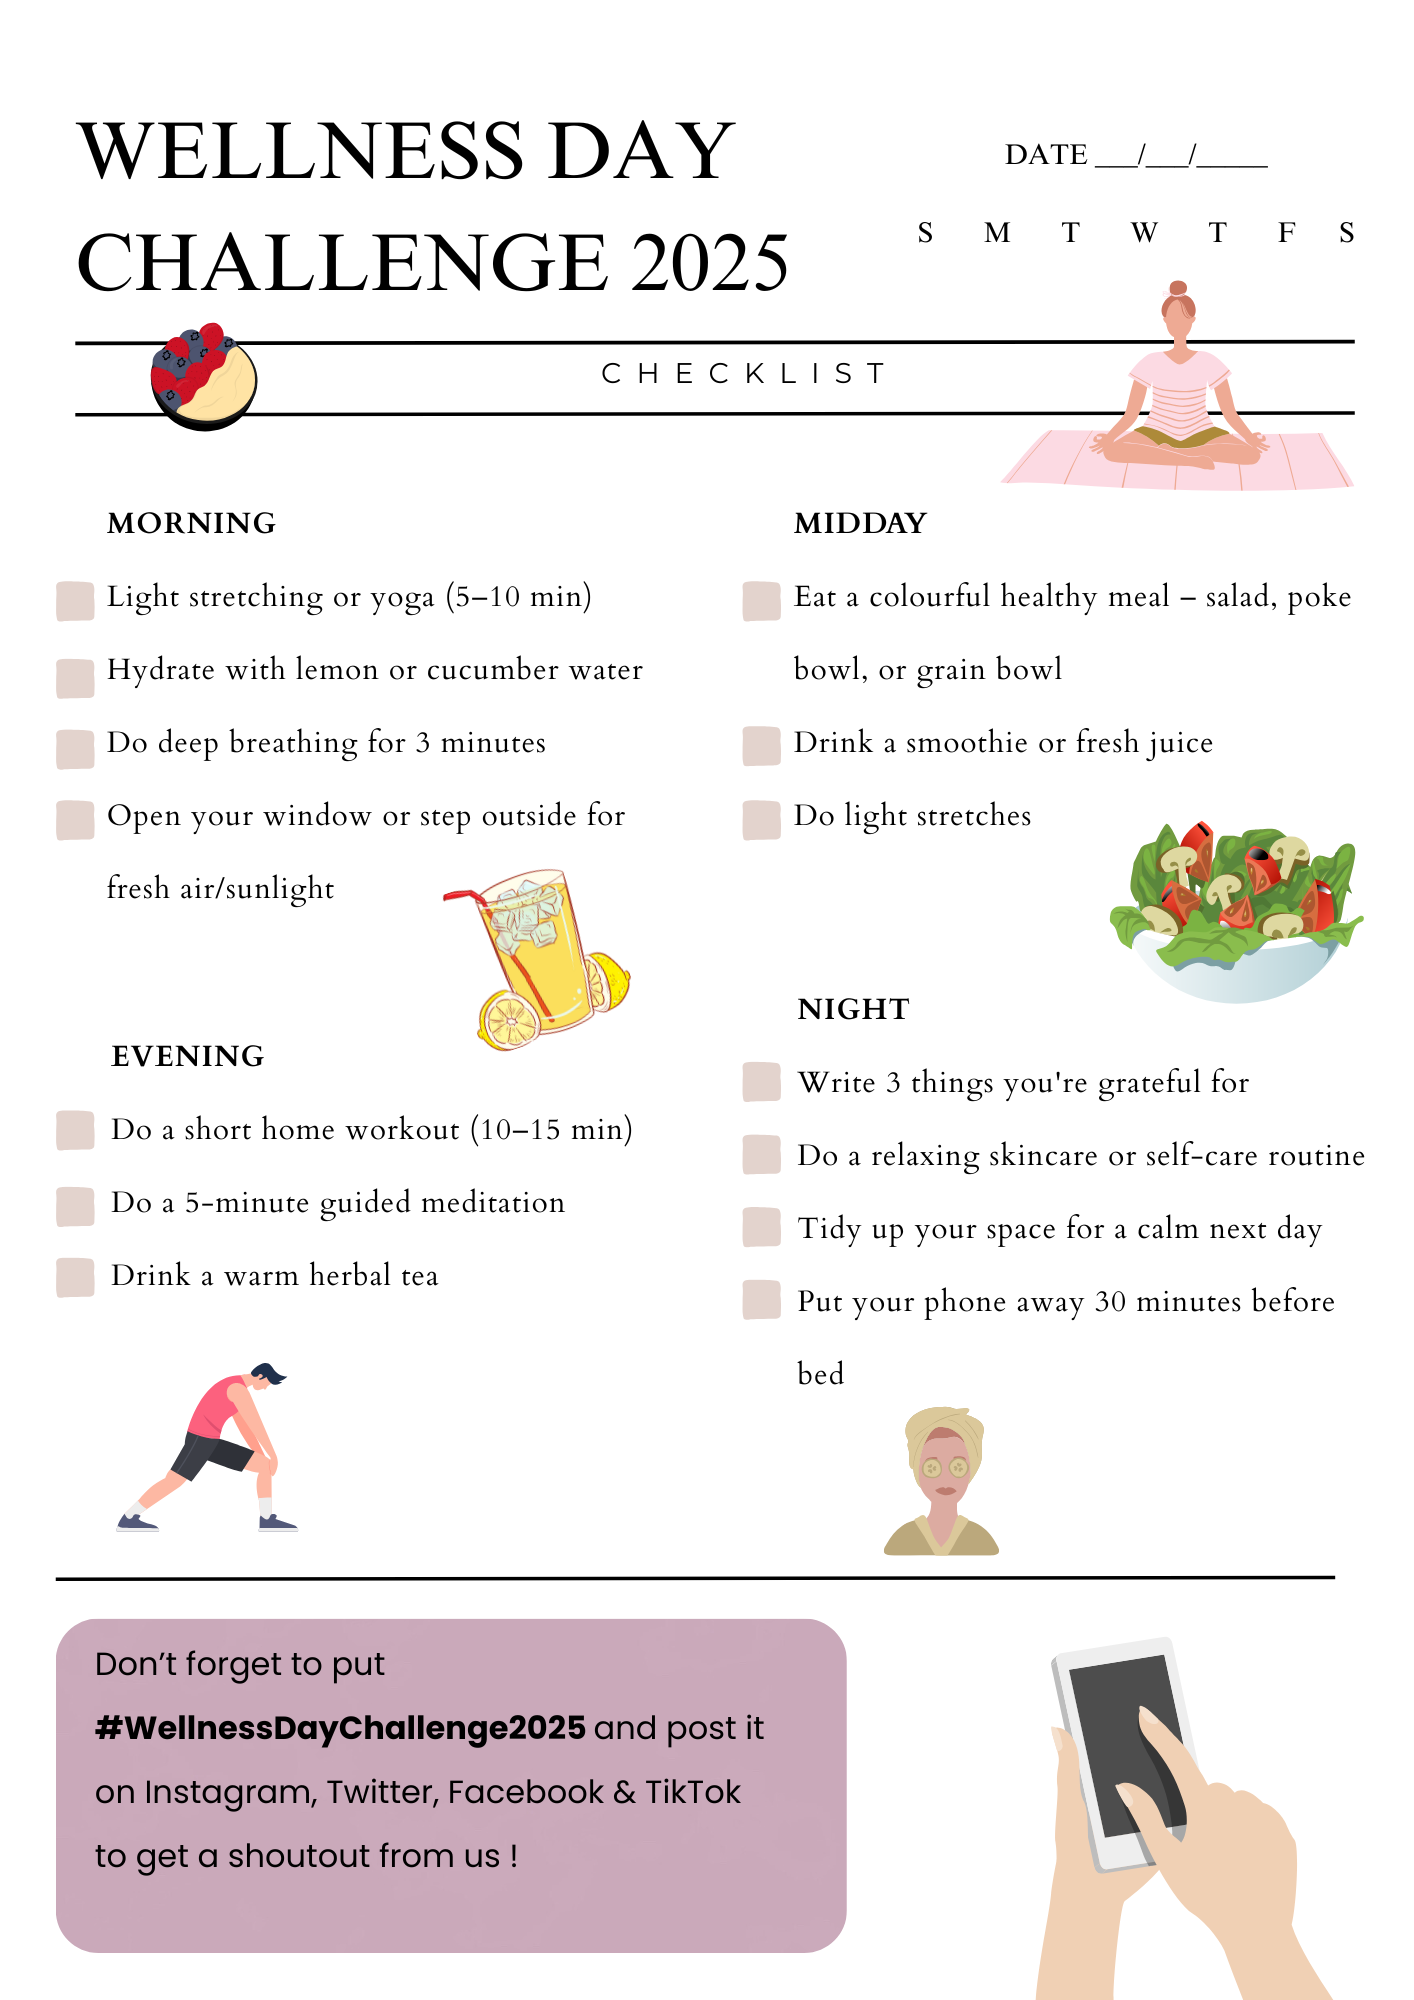 WELLNESS DAY
CHALLENGE 2025
DATE ___/___/_____
S M T W T F S
CHECKLIST
MORNING
Light stretching or yoga (5–10 min)
Hydrate with lemon or cucumber water
Do deep breathing for 3 minutes
Open your window or step outside for
fresh air/sunlight
MIDDAY
Eat a colourful healthy meal – salad, poke
bowl, or grain bowl
Drink a smoothie or fresh juice
Do light stretches
EVENING
Do a short home workout (10–15 min)
Do a 5-minute guided meditation
Drink a warm herbal tea
NIGHT
Write 3 things you're grateful for
Do a relaxing skincare or self-care routine
Tidy up your space for a calm next day
Put your phone away 30 minutes before
bed
Don’t forget to put
#WellnessDayChallenge2025 and post it
on Instagram, Twitter, Facebook & TikTok
to get a shoutout from us !